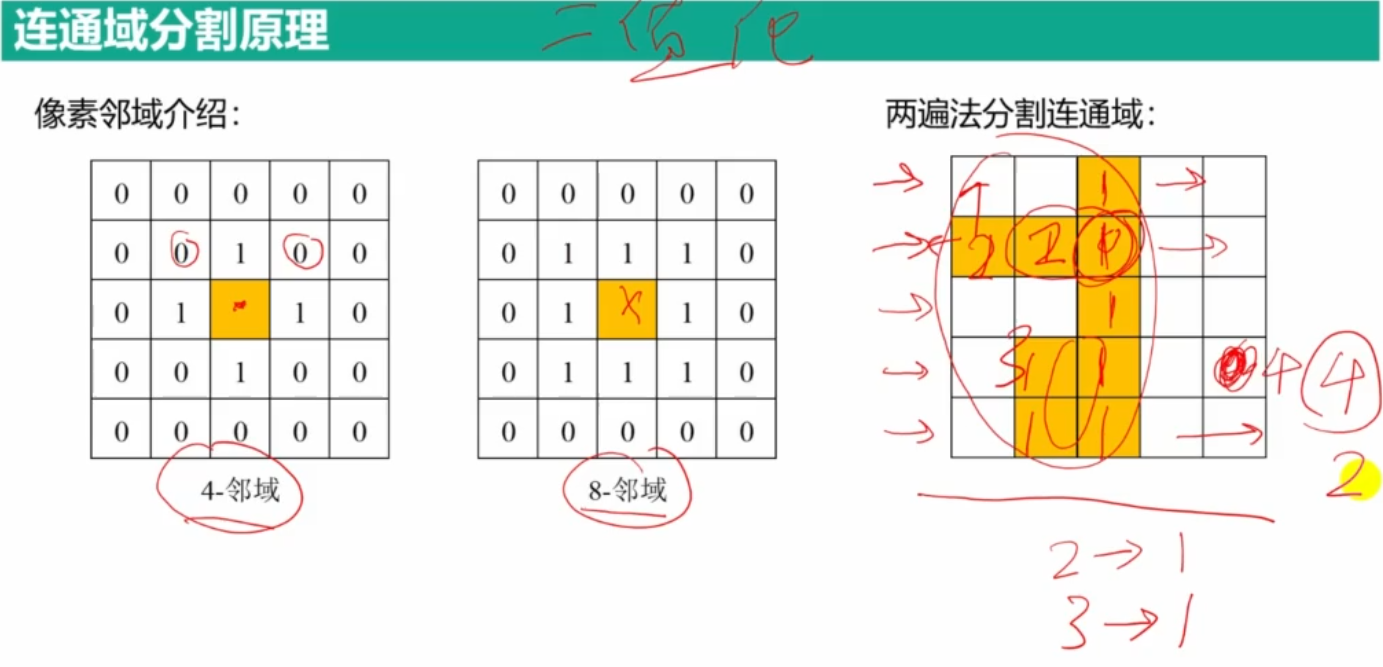 连通域分割原理
二值化
像素邻域介绍：
两遍法分割连通域：
0 0 0 0 0
0 0 1 0 0
0 1 1 0
0 0 1 0 0
0 0 0 0 0
4-邻域
0 0 0 0 0
0 1 1 1 0
0 1 X 1 0
0 1 1 1 0
0 0 0 0 0
8-邻域
1
2 2 1
1
3 1 1 4 4
1 1
2
2→1
3→1